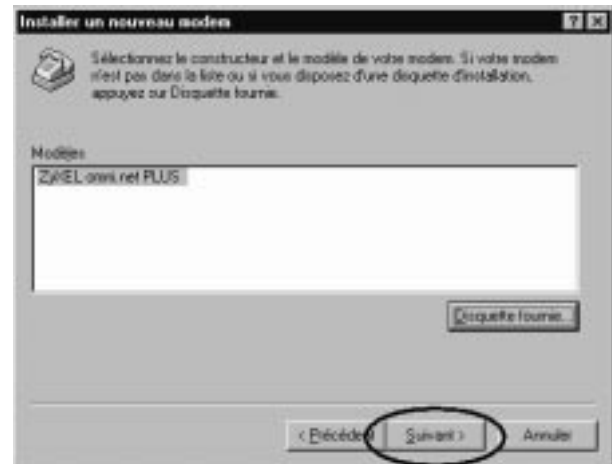 Installer un nouveau modem
Sélectionnez le constructeur et le modèle de votre modem. Si votre modem
n'est pas dans la liste ou si vous disposez d'une disquette d'installation,
appuyez sur Disquette fournie.
Modèles
ZyXEL omni.net PLUS
Disquette fournie...
< Précédent
Suivant >
Annuler